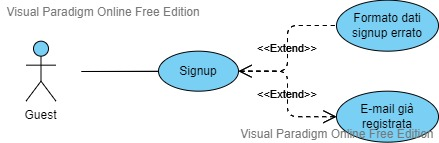 Visual Paradigm Online Free Edition
Formato dati
signup errato
<<Extend>>
Signup
<<Extend>>
Guest
E-mail già
registrata
Visual Paradigm Online Free Edition